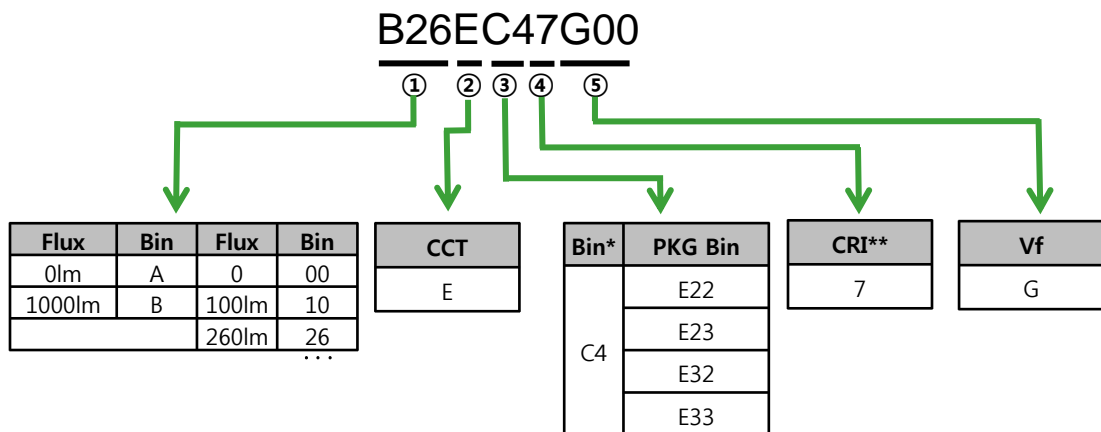 B26EC47G00
① ② ③ ④ ⑤
Flux Bin Flux Bin
0lm A 0 00
1000lm B 100lm 10
260lm 26
...
CCT
E
Bin* PKG Bin
C4
E22
E23
E32
E33
CRI**
7
Vf
G